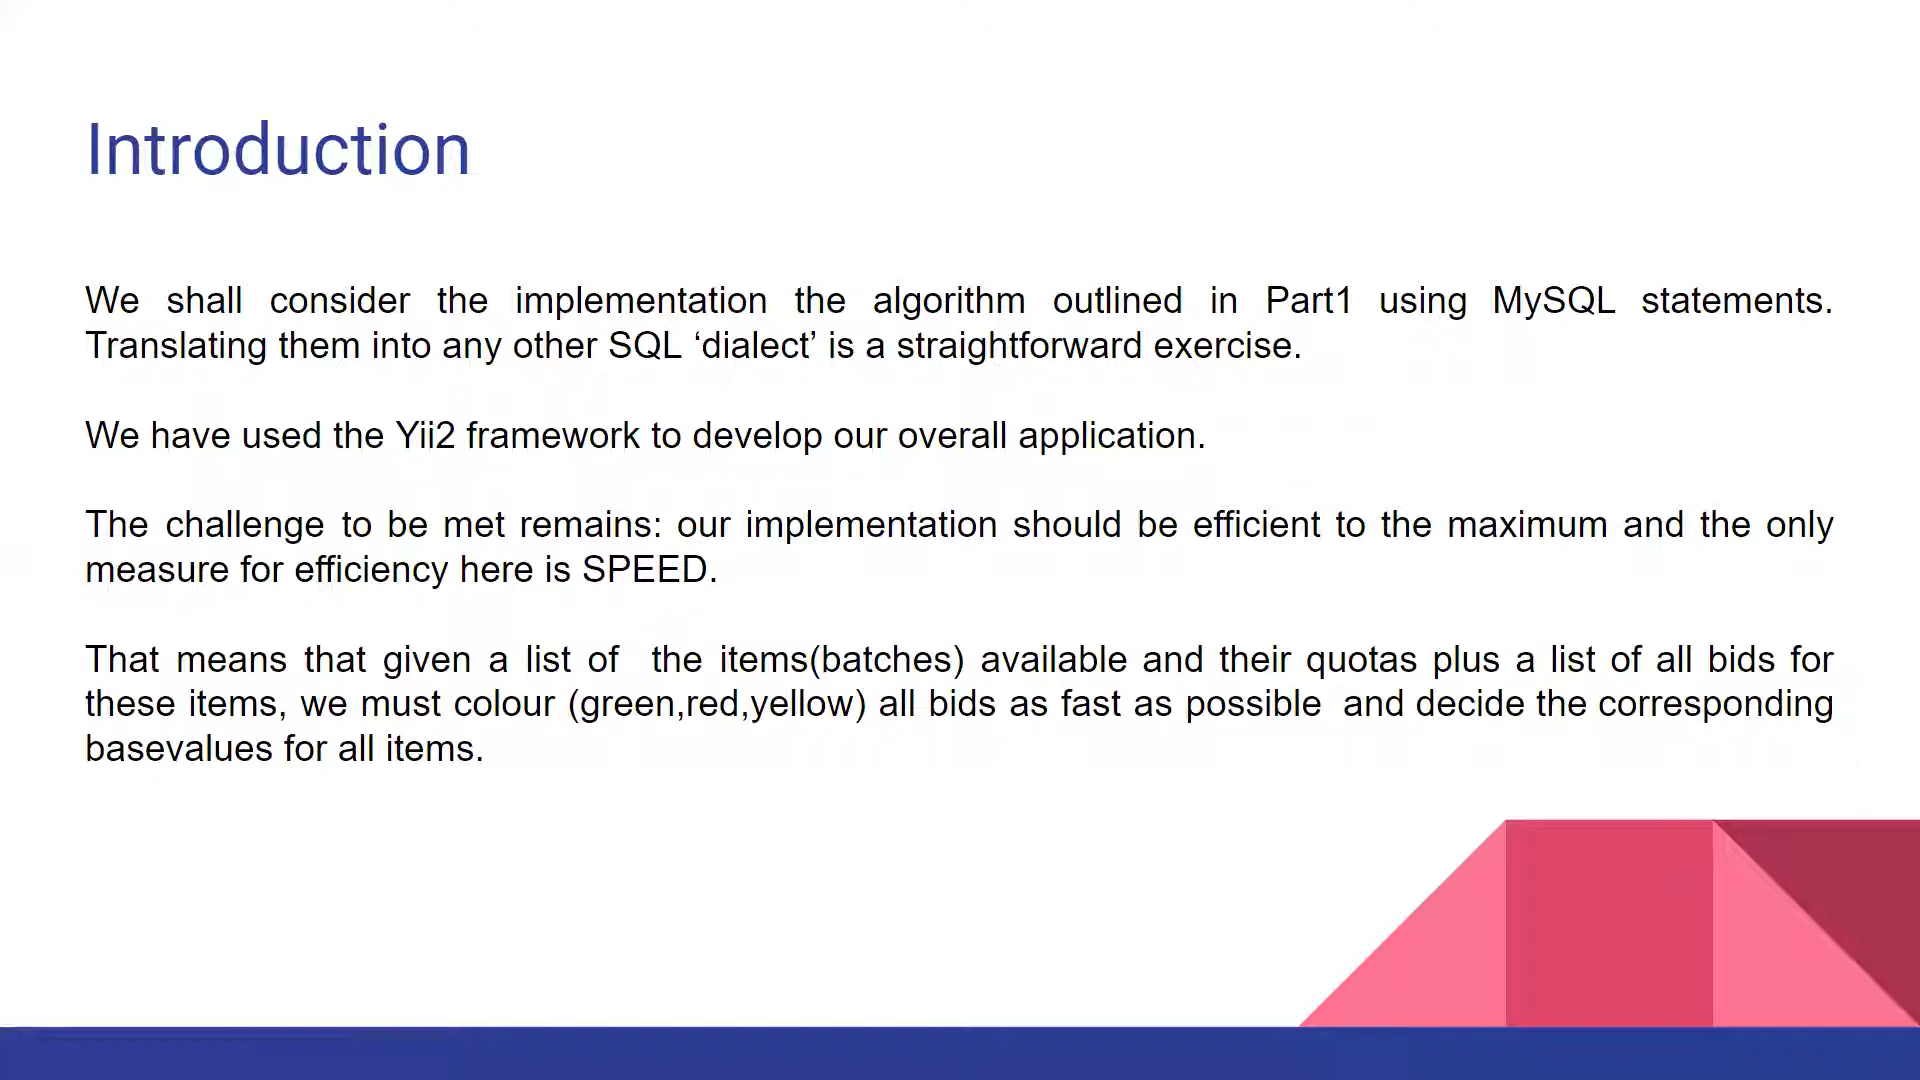 Introduction
We shall consider the implementation the algorithm outlined in Part1 using MySQL statements.
Translating them into any other SQL ‘dialect’ is a straightforward exercise.
We have used the Yii2 framework to develop our overall application.
The challenge to be met remains: our implementation should be efficient to the maximum and the only
measure for efficiency here is SPEED.
That means that given a list of  the items(batches) available and their quotas plus a list of all bids for
these items, we must colour (green,red,yellow) all bids as fast as possible  and decide the corresponding
basevalues for all items.